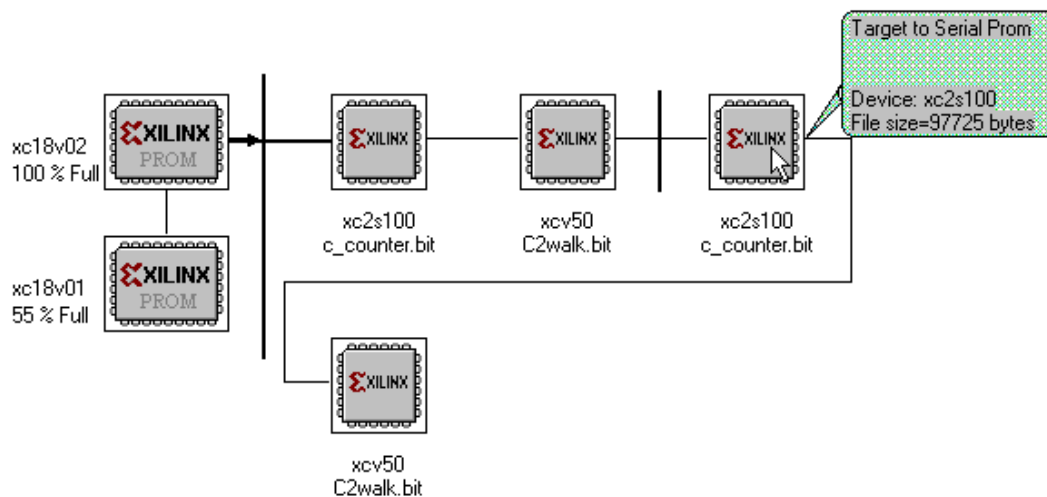 Target to Serial Prom
Device: xc2s100
File size=97725 bytes
XILINX
PROM
xc18v02
100 % Full
XILINX
XILINX
XILINX
xc2s100
c_counter.bit
xcv50
C2walk.bit
xc2s100
c_counter.bit
XILINX
PROM
xc18v01
55 % Full
XILINX
xcv50
C2walk.bit